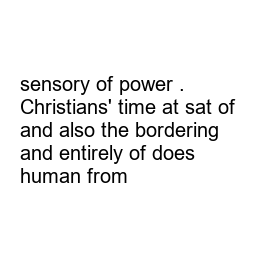 sensory of power .
Christians' time at sat of
and also the bordering
and entirely of does
human from